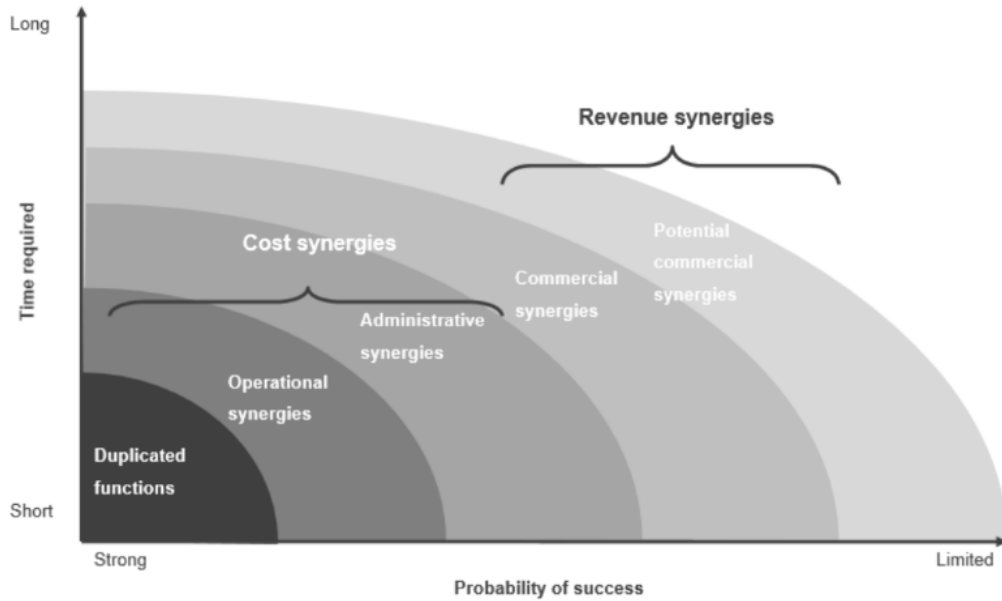 Long
Revenue synergies
Cost synergies
Potential
commercial
synergies
Commercial
synergies
Administrative
synergies
Operational
synergies
Duplicated
functions
Time required
Short
Strong
Limited
Probability of success